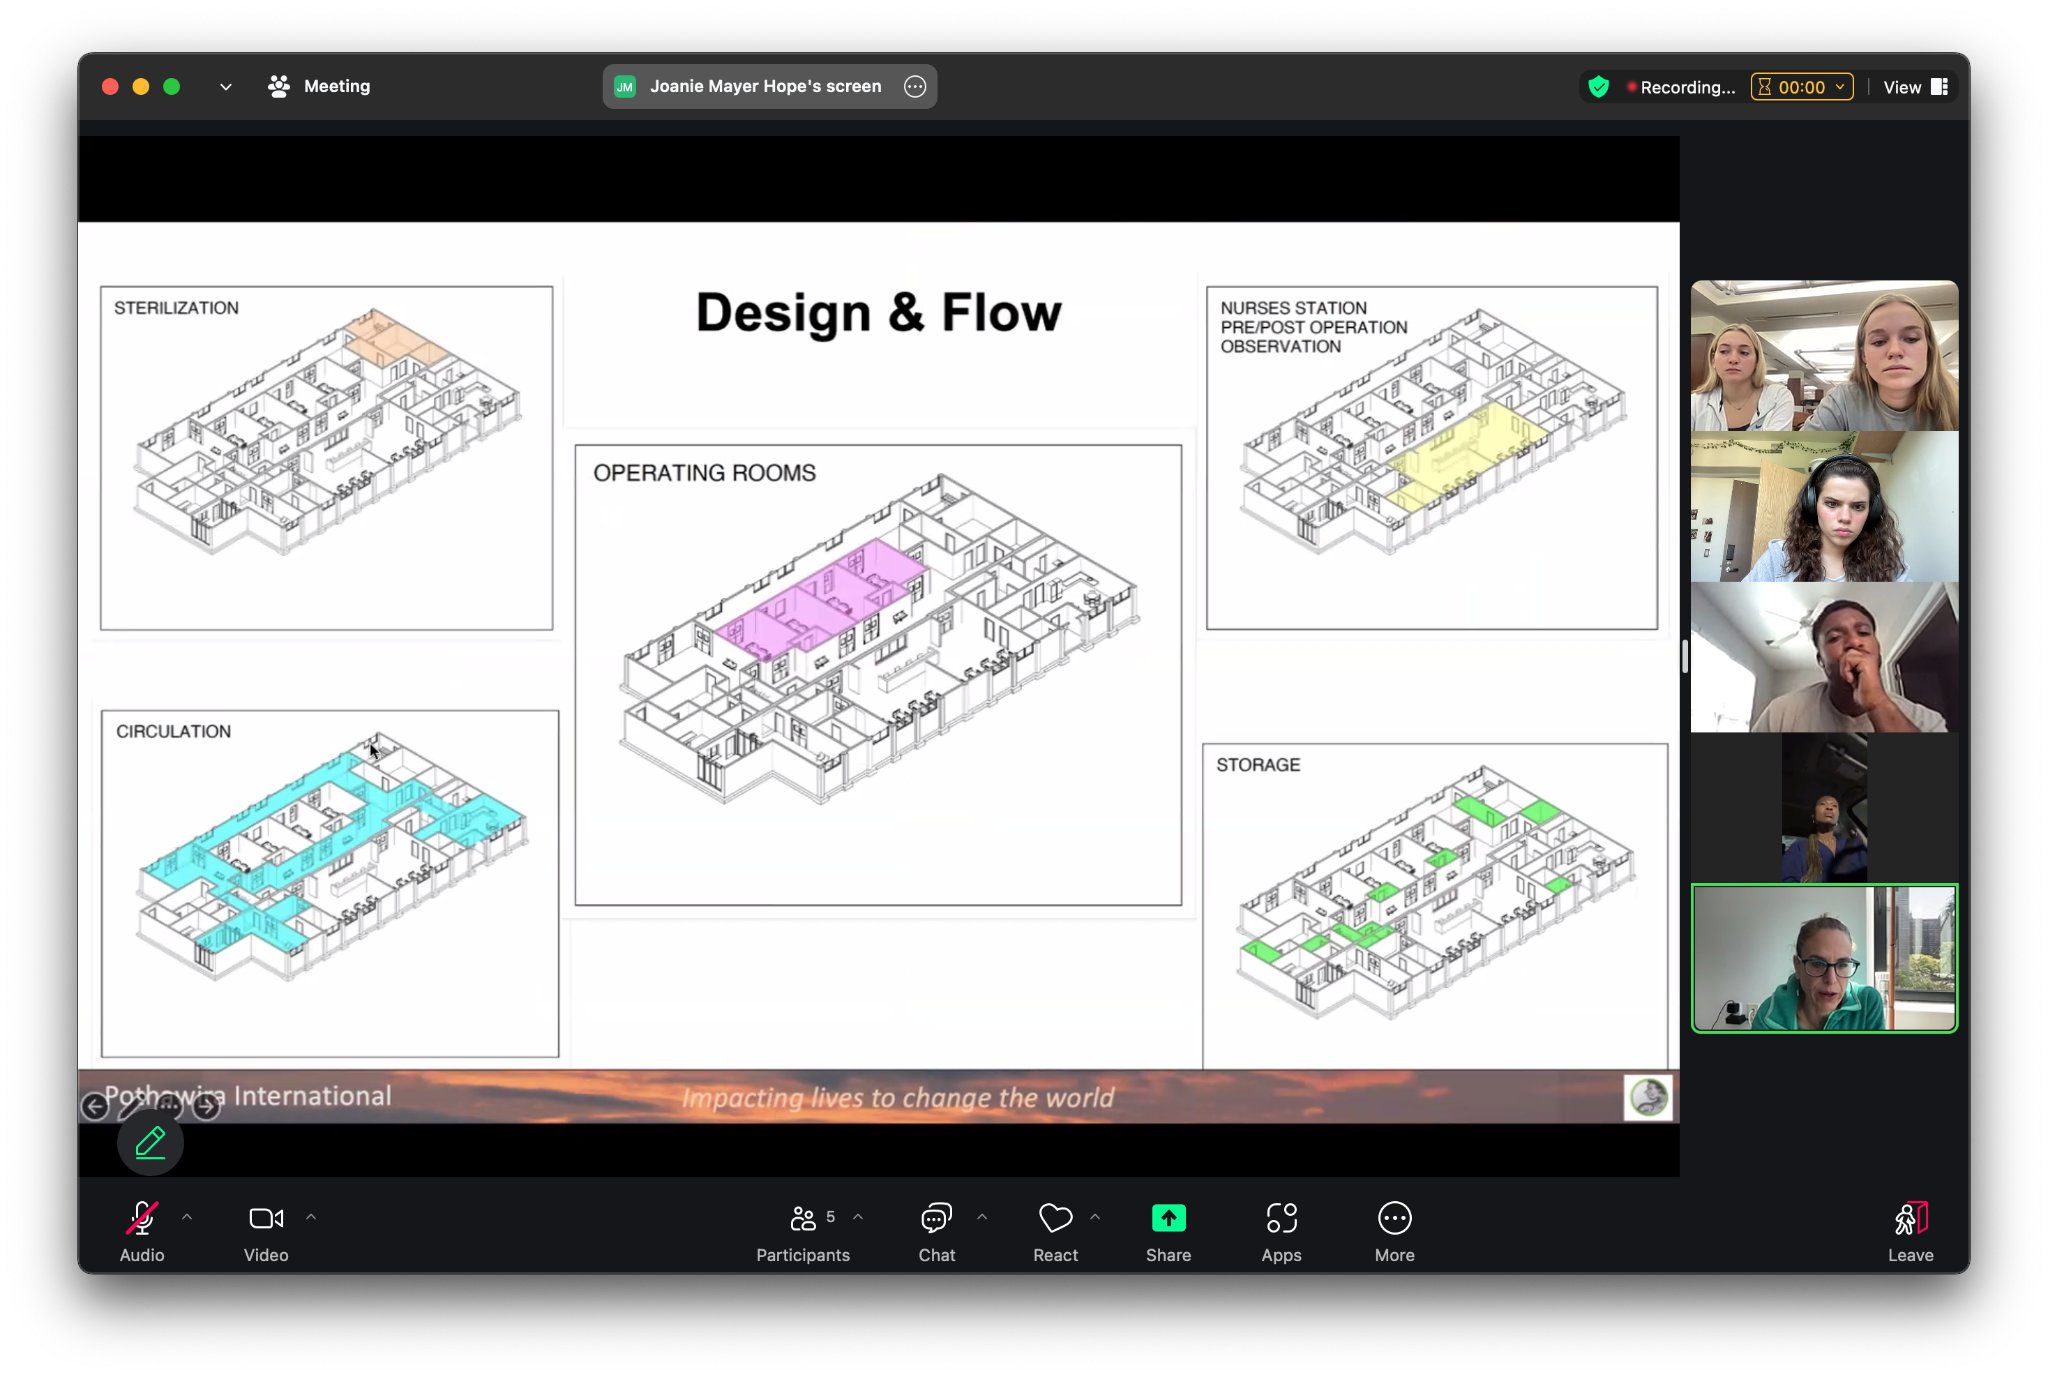 Meeting
JM Joanie Mayer Hope's screen
Recording...
00:00
View
Design & Flow
STERILIZATION
OPERATING ROOMS
NURSES STATION
PRE/POST OPERATION
OBSERVATION
CIRCULATION
STORAGE
Pothawira International
Impacting lives to change the world
Audio
Video
5
Participants
Chat
React
Share
Apps
More
Leave